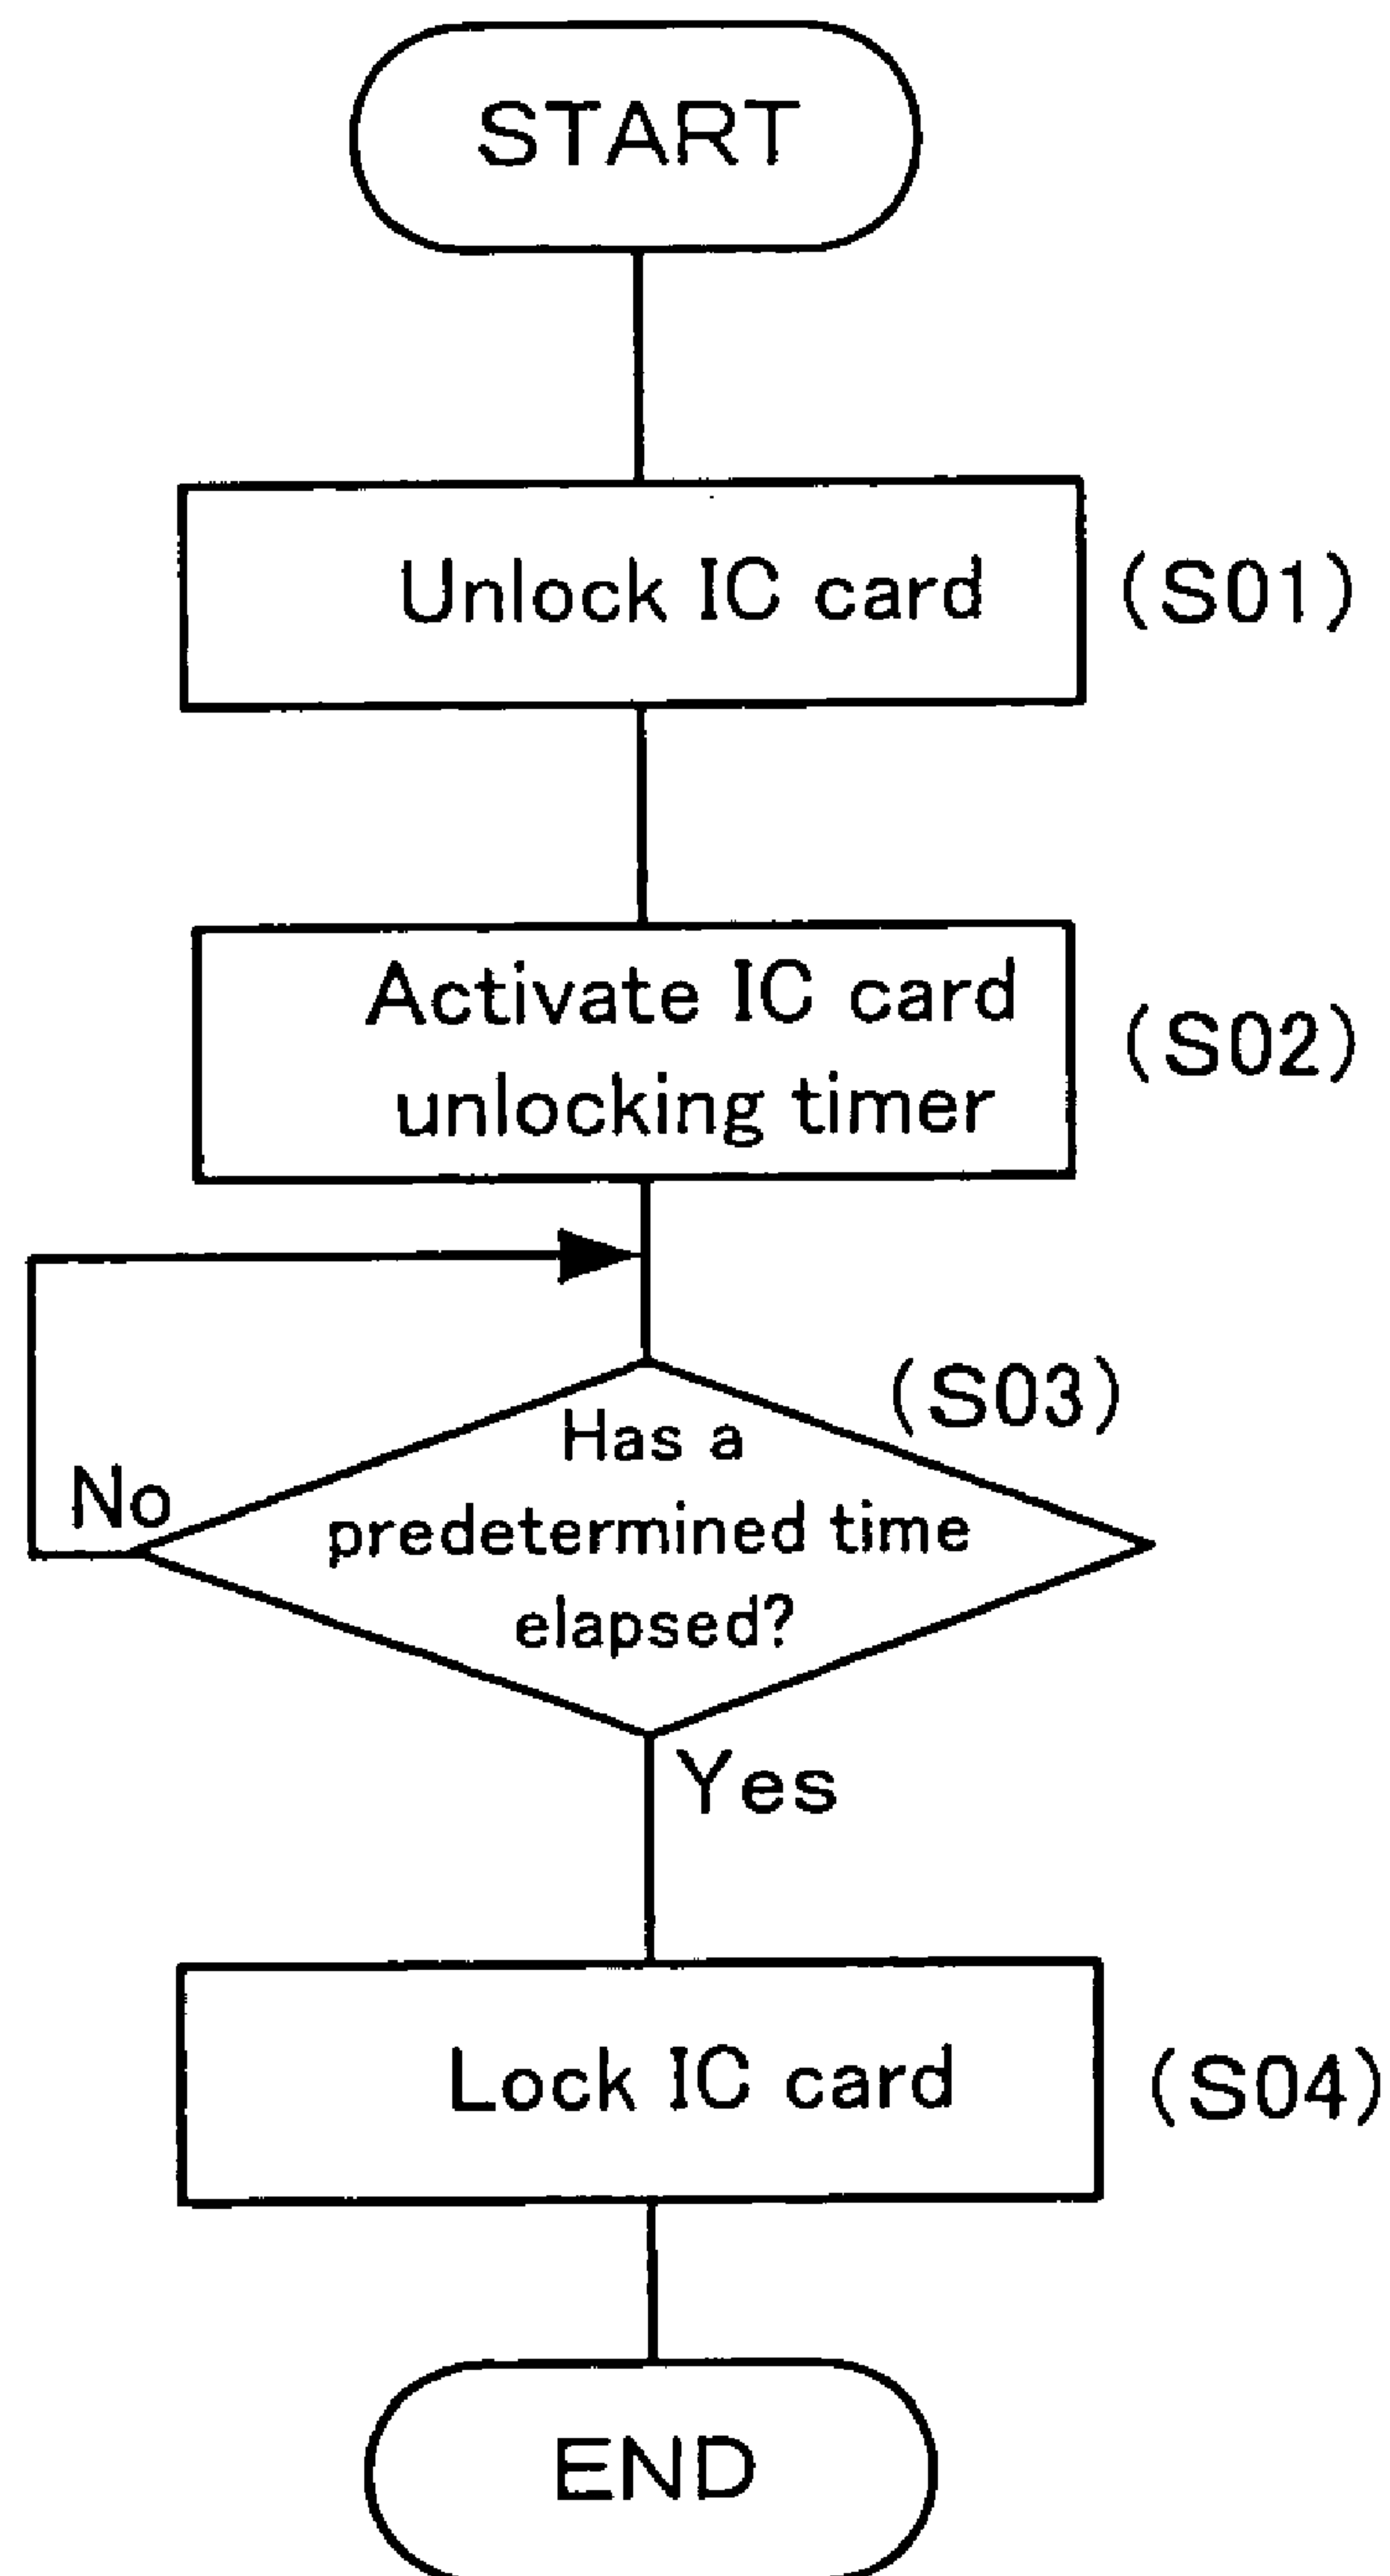 START
Unlock IC card
(S01)
Activate IC card
unlocking timer
(S02)
(S03)
Has a
predetermined time
elapsed?
No
Yes
Lock IC card
(S04)
END